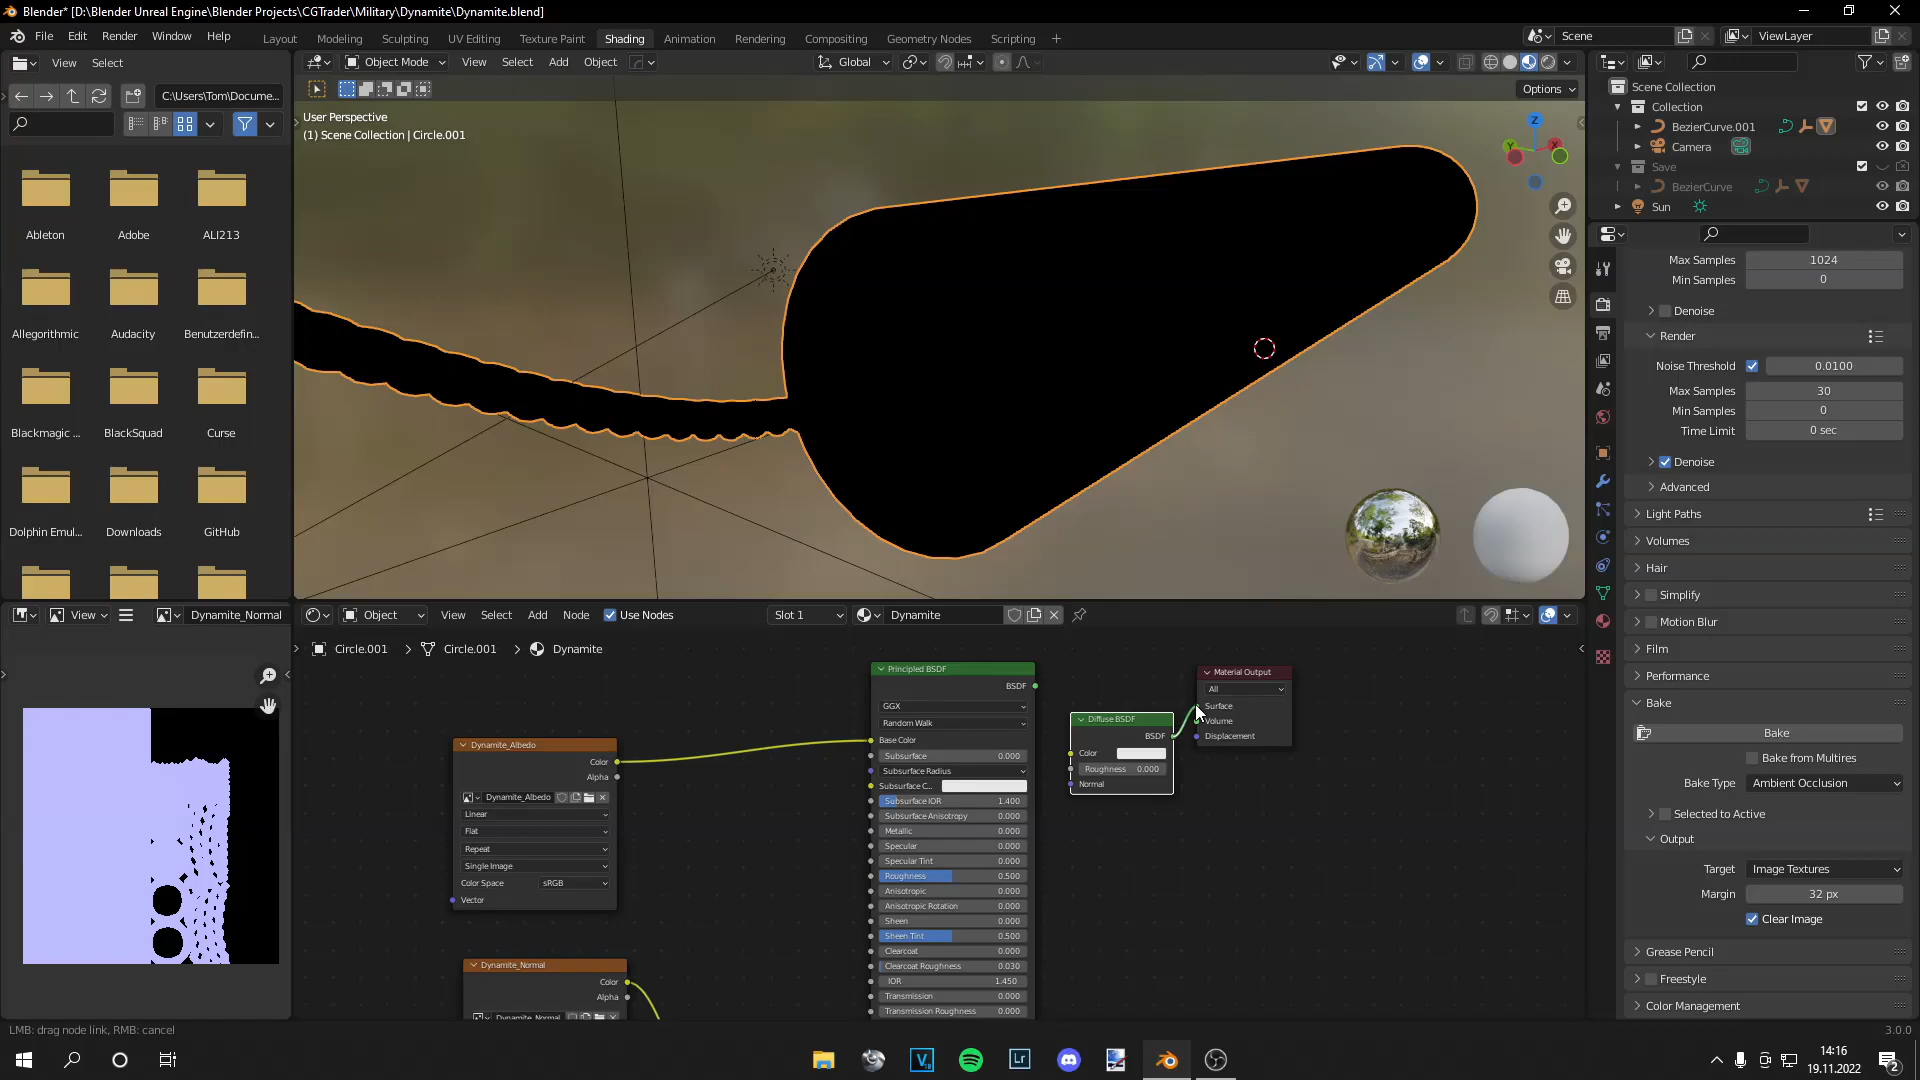 Blender* [D:\Blender Unreal Engine\Blender Projects\CGTrader\Military\Dynamite\Dynamite.blend]
File Edit Render Window Help
Layout Modeling Sculpting UV Editing Texture Paint Shading Animation Rendering Compositing Geometry Nodes Scripting +
Scene ViewLayer
View Select
Object Mode View Select Add Object Global
C:\Users\Tom\Docume...
Options
User Perspective
(1) Scene Collection | Circle.001
Z
Y X
Ableton Adobe ALI213
Allegorithmic Audacity Benutzerdefin...
Blackmagic ... BlackSquad Curse
Dolphin Emul... Downloads GitHub
Scene Collection
Collection
BezierCurve.001
Camera
Save
BezierCurve
Sun
Max Samples 1024
Min Samples 0
Denoise
Render
Noise Threshold 0.0100
Max Samples 30
Min Samples 0
Time Limit 0 sec
Denoise
Advanced
Light Paths
Volumes
Hair
Simplify
Motion Blur
Film
Performance
Bake
Bake
Bake from Multires
Bake Type Ambient Occlusion
Selected to Active
Output
Target Image Textures
Margin 32 px
Clear Image
Grease Pencil
Freestyle
Color Management
View Dynamite_Normal
Object View Select Add Node Use Nodes Slot 1 Dynamite
Circle.001 > Circle.001 > Dynamite
Dynamite_Albedo
Color
Alpha
Dynamite_Albedo
Linear
Flat
Repeat
Single Image
Color Space sRGB
Vector
Dynamite_Normal
Color
Alpha
Dynamite_Normal
Principled BSDF
BSDF
GGX
Random Walk
Base Color
Subsurface 0.000
Subsurface Radius
Subsurface C...
Subsurface IOR 1.400
Subsurface Anisotropy 0.000
Metallic 0.000
Specular 0.000
Specular Tint 0.000
Roughness 0.500
Anisotropic 0.000
Anisotropic Rotation 0.000
Sheen 0.000
Sheen Tint 0.500
Clearcoat 0.000
Clearcoat Roughness 0.030
IOR 1.450
Transmission 0.000
Transmission Roughness 0.000
Diffuse BSDF
BSDF
Color
Roughness 0.000
Normal
Material Output
All
Surface
Volume
Displacement
LMB: drag node link, RMB: cancel
3.0.0
14:16
19.11.2022
2